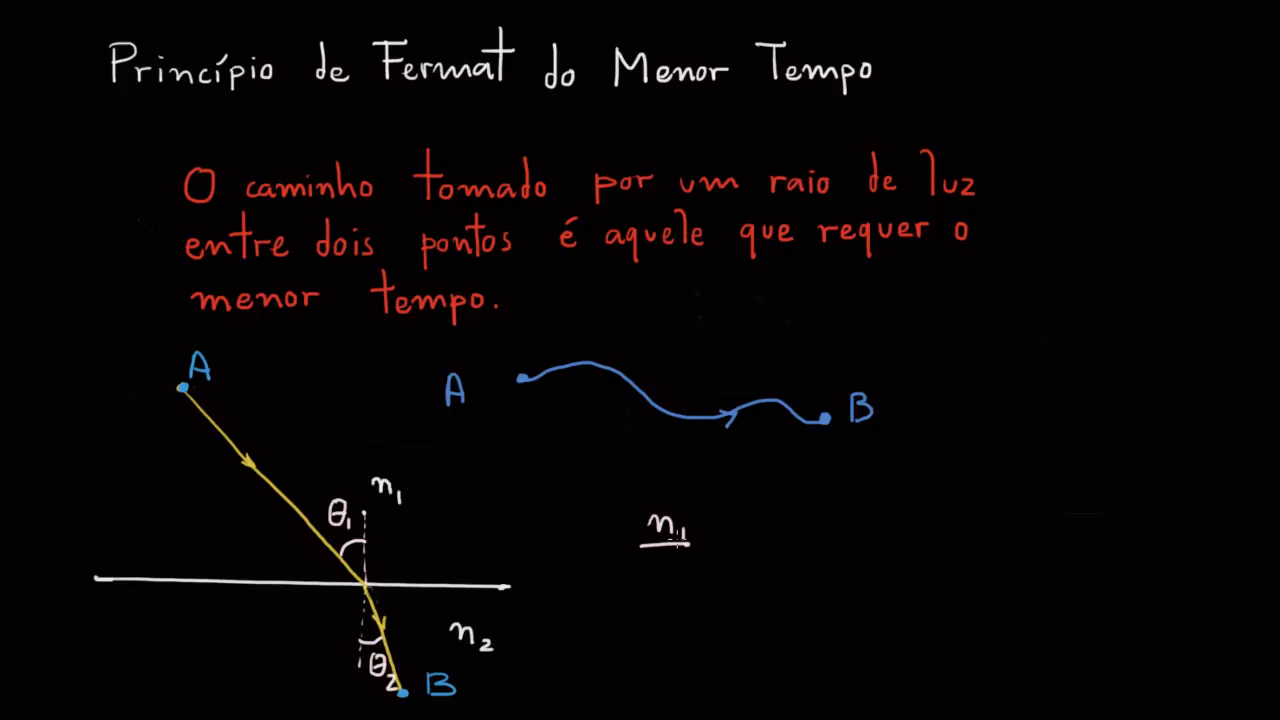 Princípio de Fermat do Menor Tempo
O caminho tomado por um raio de luz
entre dois pontos é aquele que requer o
menor tempo.
A
A
B
n₁
θ₁
n₁
n₂
θ₂
B